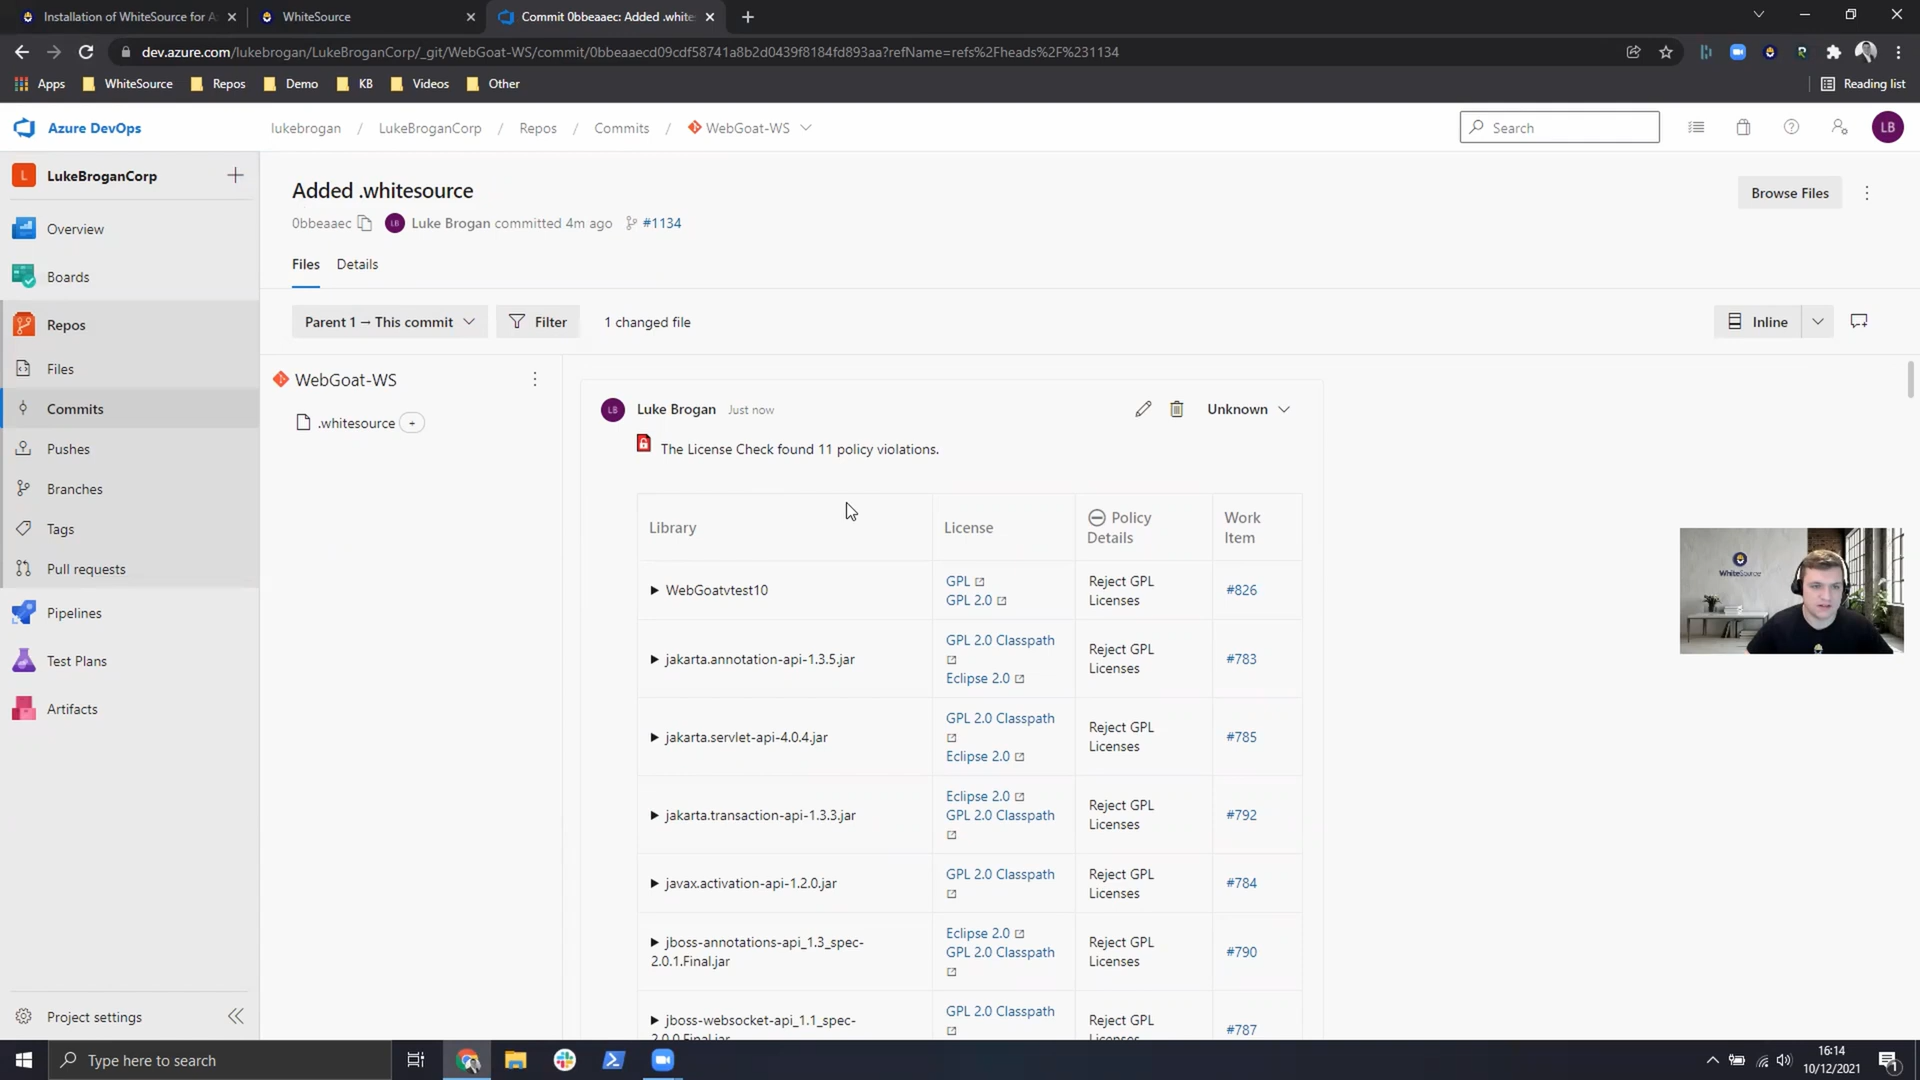 Installation of WhiteSource for A
WhiteSource
Commit 0bbeaaec: Added .white
dev.azure.com/lukebrogan/LukeBroganCorp/_git/WebGoat-WS/commit/0bbeaaecd09cdf58741a8b2d0439f8184fd893aa?refName=refs%2Fheads%2F%231134
Apps
WhiteSource
Repos
Demo
KB
Videos
Other
Reading list
Azure DevOps
lukebrogan / LukeBroganCorp / Repos / Commits / WebGoat-WS
Search
LB
L LukeBroganCorp
Overview
Boards
Repos
Files
Commits
Pushes
Branches
Tags
Pull requests
Pipelines
Test Plans
Artifacts
Project settings
Added .whitesource
Browse Files
0bbeaaec LB Luke Brogan committed 4m ago #1134
Files Details
Parent 1 → This commit
Filter
1 changed file
Inline
WebGoat-WS
.whitesource +
LB Luke Brogan Just now
Unknown
The License Check found 11 policy violations.
Library
License
Policy
Details
Work
Item
WebGoatvtest10
GPL
GPL 2.0
Reject GPL
Licenses
#826
jakarta.annotation-api-1.3.5.jar
GPL 2.0 Classpath
Eclipse 2.0
Reject GPL
Licenses
#783
jakarta.servlet-api-4.0.4.jar
GPL 2.0 Classpath
Eclipse 2.0
Reject GPL
Licenses
#785
jakarta.transaction-api-1.3.3.jar
Eclipse 2.0
GPL 2.0 Classpath
Reject GPL
Licenses
#792
javax.activation-api-1.2.0.jar
GPL 2.0 Classpath
Reject GPL
Licenses
#784
jboss-annotations-api_1.3_spec-
2.0.1.Final.jar
Eclipse 2.0
GPL 2.0 Classpath
Reject GPL
Licenses
#790
jboss-websocket-api_1.1_spec-
2.0.0.Final.jar
GPL 2.0 Classpath
Reject GPL
Licenses
#787
WhiteSource
Type here to search
16:14
10/12/2021
1